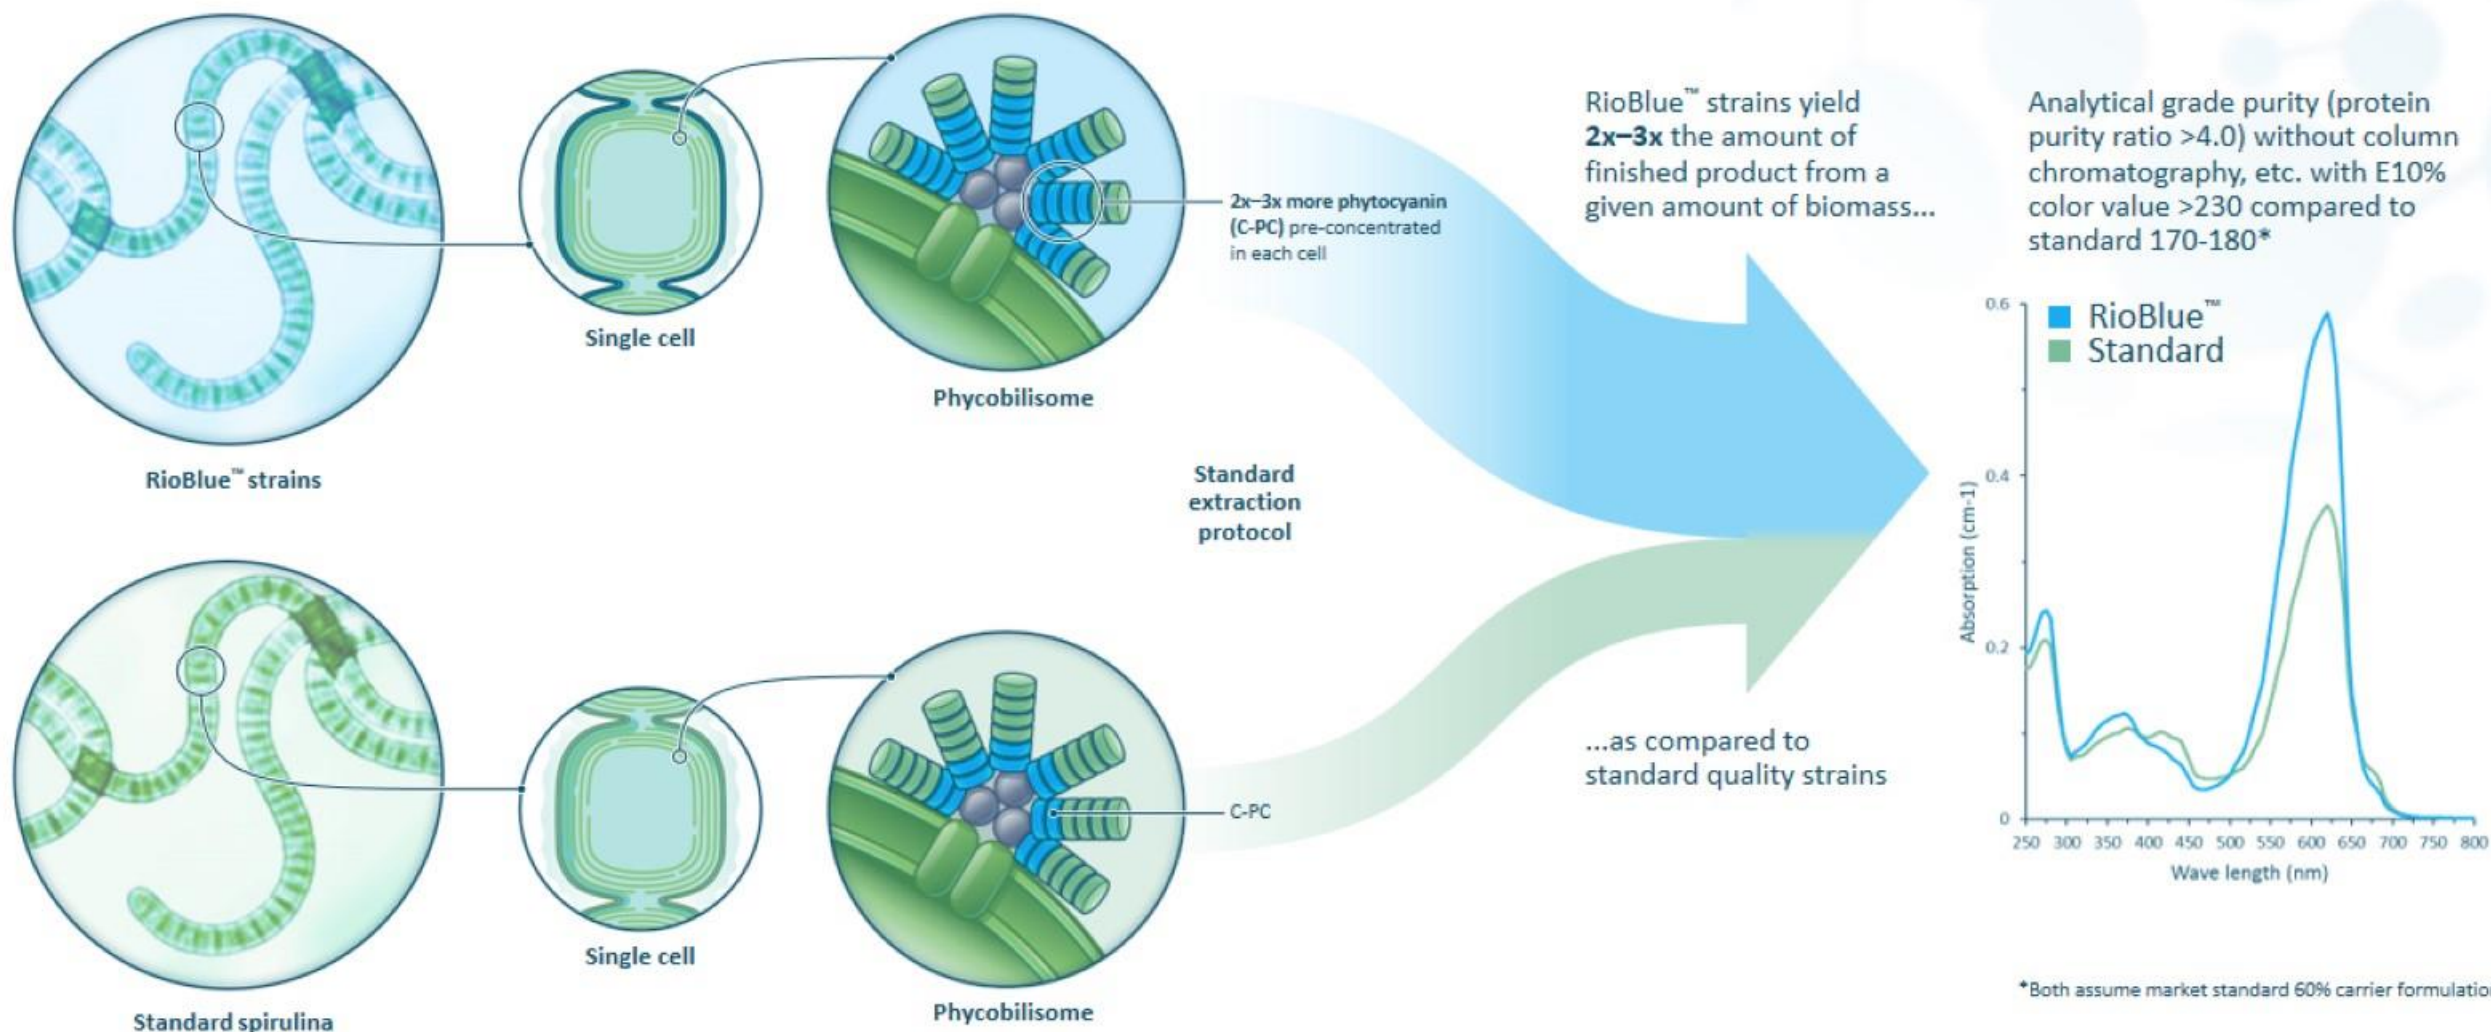 RioBlue™ strains
Single cell
Phycobilisome
2x–3x more phytocyanin
(C-PC) pre-concentrated
in each cell
Standard
extraction
protocol
RioBlue™ strains yield
2x–3x the amount of
finished product from a
given amount of biomass...
...as compared to
standard quality strains
Standard spirulina
Single cell
Phycobilisome
C-PC
Analytical grade purity (protein
purity ratio >4.0) without column
chromatography, etc. with E10%
color value >230 compared to
standard 170-180*
RioBlue™
Standard
Absorption (cm-1)
0.6
0.4
0.2
0
250 300 350 400 450 500 550 600 650 700 750 800
Wave length (nm)
*Both assume market standard 60% carrier formulatio